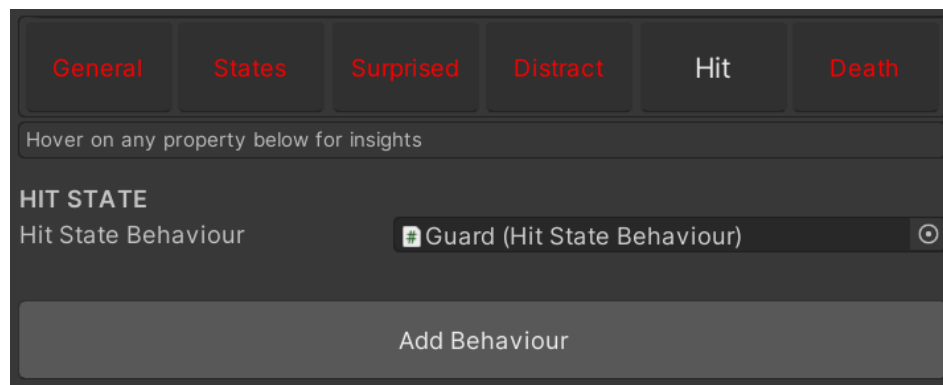 General States Surprised Distract Hit Death
Hover on any property below for insights
HIT STATE
Hit State Behaviour # Guard (Hit State Behaviour)
Add Behaviour